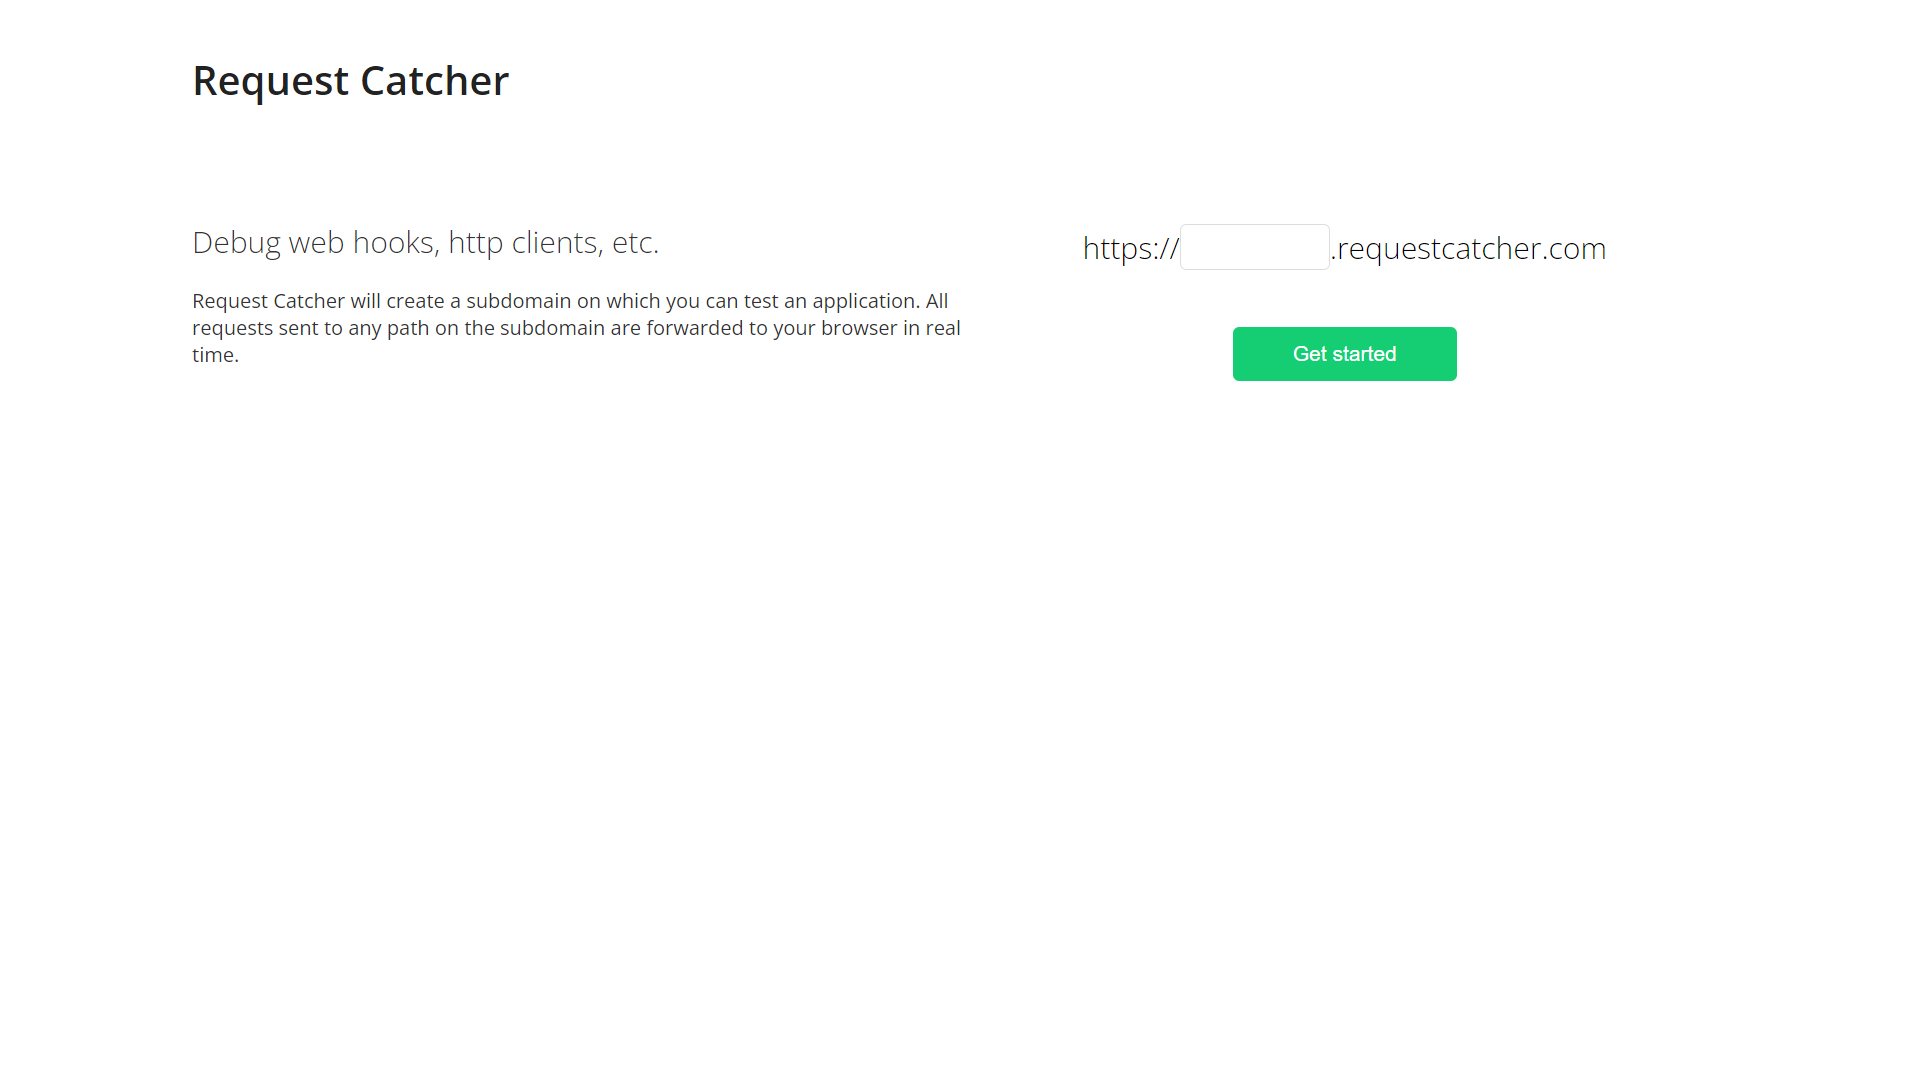 Request Catcher
Debug web hooks, http clients, etc.
Request Catcher will create a subdomain on which you can test an application. All
requests sent to any path on the subdomain are forwarded to your browser in real
time.
https:// .requestcatcher.com
Get started